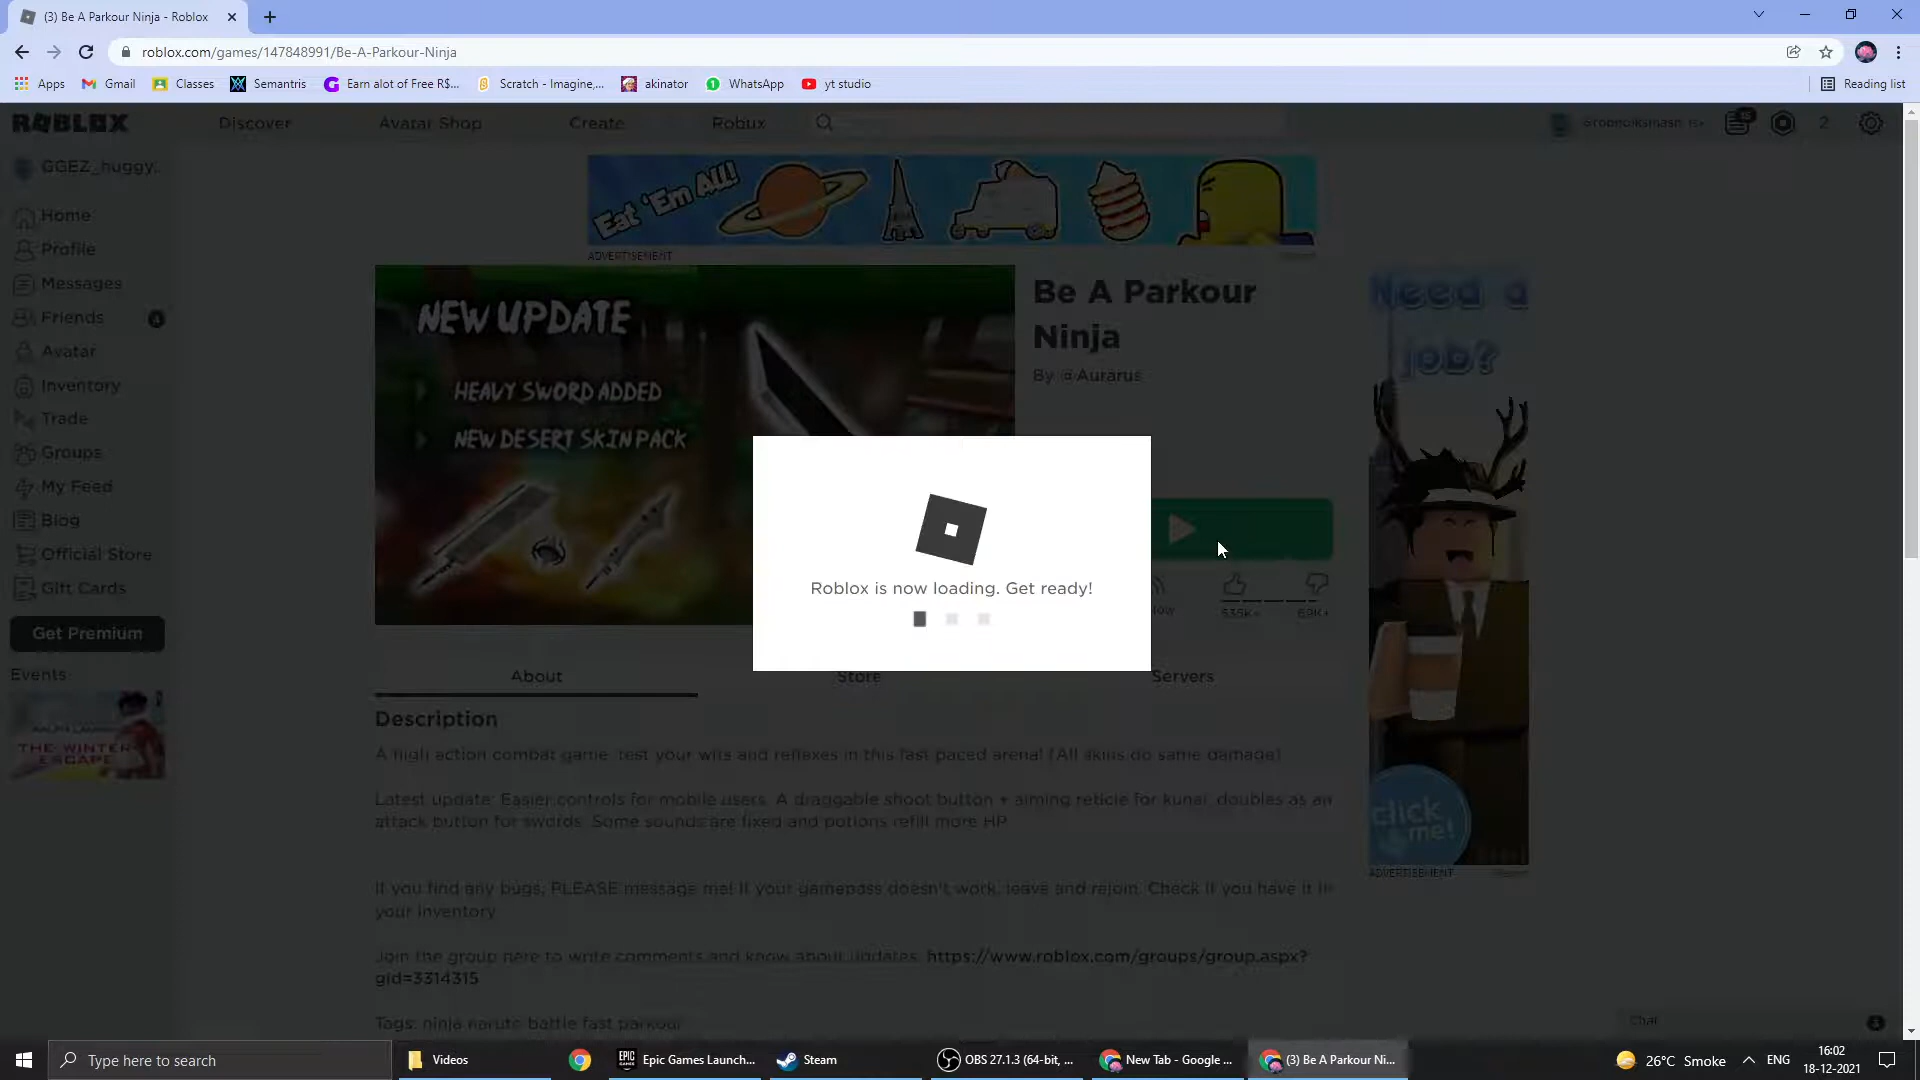 (3) Be A Parkour Ninja - Roblox
roblox.com/games/147848991/Be-A-Parkour-Ninja
Apps Gmail Classes Semantris Earn alot of Free R$... Scratch - Imagine,... akinator WhatsApp yt studio Reading list
ROBLOX Discover Avatar Shop Create Robux 2
GGEZ_huggy..
Home
Profile
Messages
Friends 4
Avatar
Inventory
Trade
Groups
My Feed
Blog
Official Store
Gift Cards
Get Premium
Events
THE WINTER
ESCAPE
Eat 'Em All!
ADVERTISEMENT
NEW UPDATE
HEAVY SWORD ADDED
NEW DESERT SKIN PACK
Be A Parkour
Ninja
By @Aurarus
Roblox is now loading. Get ready!
535K+ 69K+
Need a
job?
click
me!
ADVERTISEMENT
About Store Servers
Description
A high action combat game, test your wits and reflexes in this fast paced arena! (All skins do same damage)
Latest update: Easier controls for mobile users. A draggable shoot button + aiming reticle for kunai, doubles as an
attack button for swords. Some sounds are fixed and potions refill more HP
If you find any bugs, PLEASE message me! If your gamepass doesn't work, leave and rejoin. Check if you have it in
your inventory
Join the group here to write comments and know about updates: https://www.roblox.com/groups/group.aspx?
gid=3314315
Tags: ninja naruto battle fast parkour
Chat
Type here to search Videos Epic Games Launch... Steam OBS 27.1.3 (64-bit, ... New Tab - Google ... (3) Be A Parkour Ni... 26°C Smoke ENG 16:02
18-12-2021